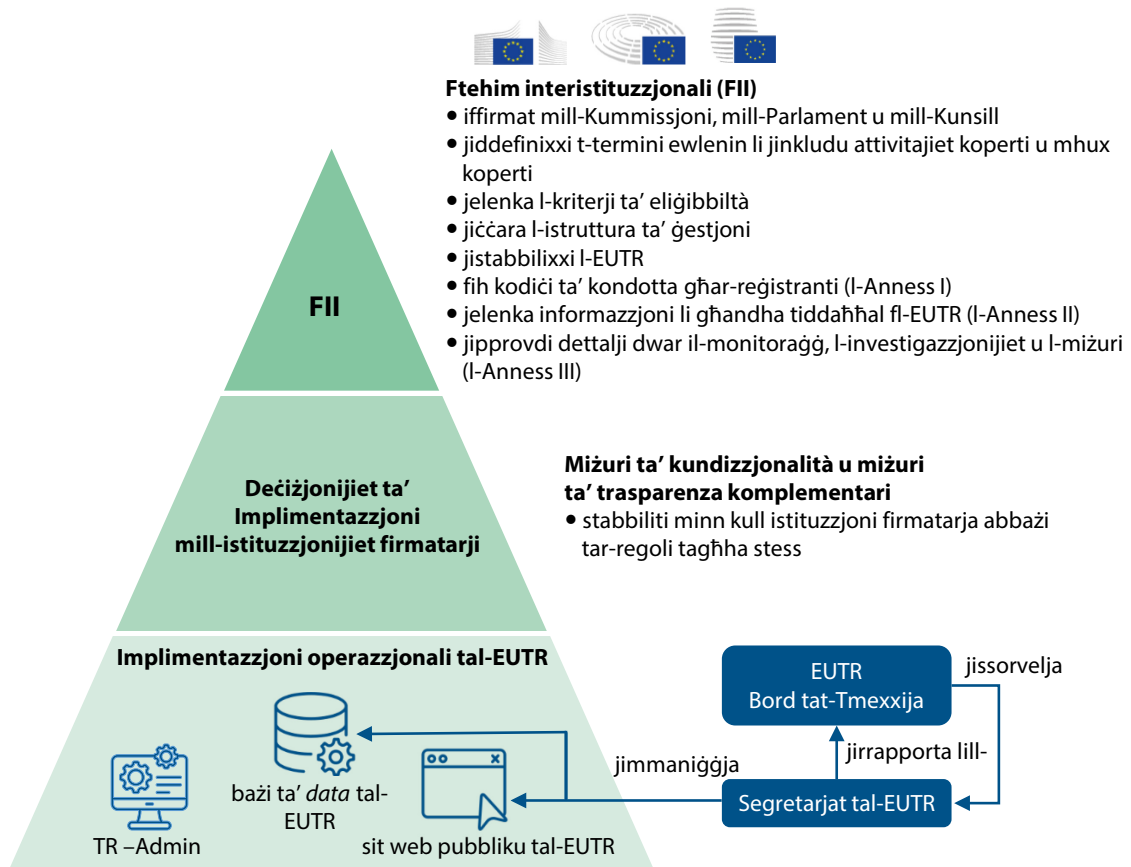 Ftehim interistituzzjonali (FII)
• iffirmat mill-Kummissjoni, mill-Parlament u mill-Kunsill
• jiddefinixxi t-termini ewlenin li jinkludu attivitajiet koperti u mhux
koperti
• jelenka l-kriterji ta’ eliġibbiltà
• jiċċara l-istruttura ta’ ġestjoni
• jistabbilixxi l-EUTR
• fih kodiċi ta’ kondotta għar-reġistranti (l-Anness I)
• jelenka informazzjoni li għandha tiddaħħal fl-EUTR (l-Anness II)
• jipprovdi dettalji dwar il-monitoraġġ, l-investigazzjonijiet u l-miżuri
(l-Anness III)
FII
Deċiżjonijiet ta’
Implimentazzjoni
mill-istituzzjonijiet firmatarji
Miżuri ta’ kundizzjonalità u miżuri
ta’ trasparenza komplementari
• stabbiliti minn kull istituzzjoni firmatarja abbażi
tar-regoli tagħha stess
Implimentazzjoni operazzjonali tal-EUTR
TR –Admin
bażi ta’ data tal-
EUTR
sit web pubbliku tal-EUTR
jimmaniġġja
EUTR
Bord tat-Tmexxija
jissorvelja
jirrapporta lill-
Segretarjat tal-EUTR